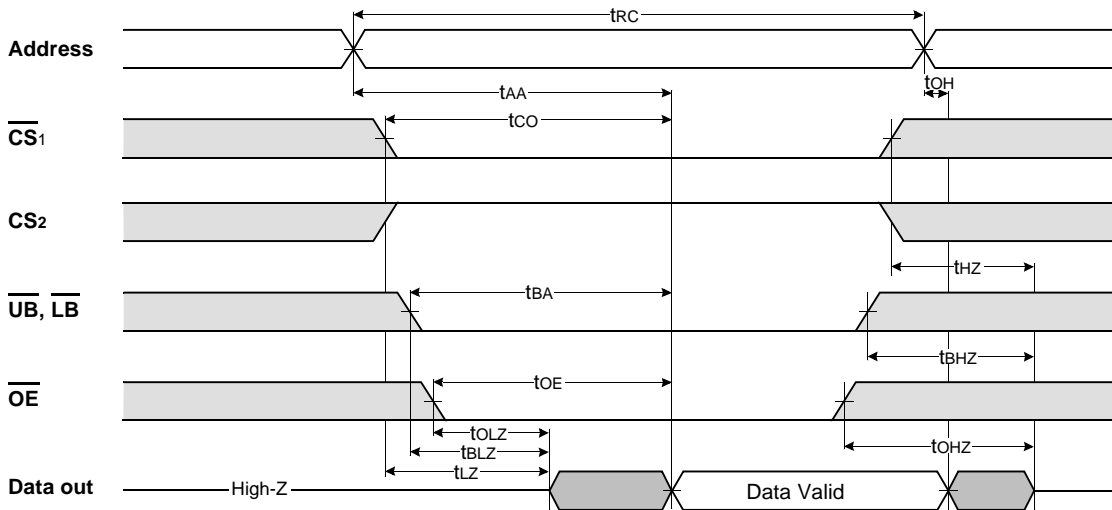 tRC
Address
tOH
tAA
tCO
CS1
CS2
tHZ
tBA
UB, LB
tBHZ
tOE
OE
tOLZ
tOHZ
tBLZ
tLZ
Data out
High-Z
Data Valid